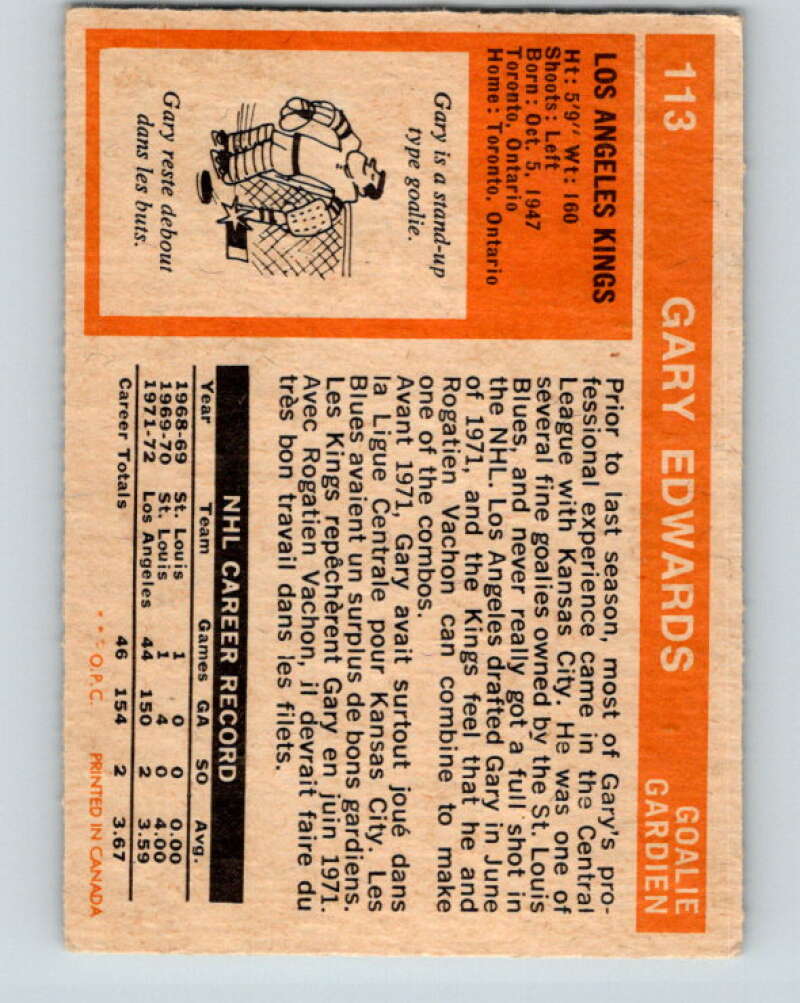 113 GARY EDWARDS GOALIE
GARDIEN
LOS ANGELES KINGS
Ht: 5'9" Wt: 160
Shoots: Left
Born: Oct. 5, 1947
Toronto, Ontario
Home: Toronto, Ontario
Gary is a stand-up
type goalie.
Gary reste debout
dans les buts.
Prior to last season, most of Gary's pro-
fessional experience came in the Central
League with Kansas City. He was one of
several fine goalies owned by the St. Louis
Blues, and never really got a full shot in
the NHL. Los Angeles drafted Gary in June
of 1971, and the Kings feel that he and
Rogatien Vachon can combine to make
one of the combos.
Avant 1971, Gary avait surtout joué dans
la Ligue Centrale pour Kansas City. Les
Blues avaient un surplus de bons gardiens.
Les Kings repêchèrent Gary en juin 1971.
Avec Rogatien Vachon, il devrait faire du
très bon travail dans les filets.
NHL CAREER RECORD
Year Team Games GA SO Avg.
1968-69 St. Louis 1 0 0 0.00
1969-70 St. Louis 1 4 0 4.00
1971-72 Los Angeles 44 150 2 3.59
Career Totals 46 154 2 3.67
* * * O.P.C. PRINTED IN CANADA